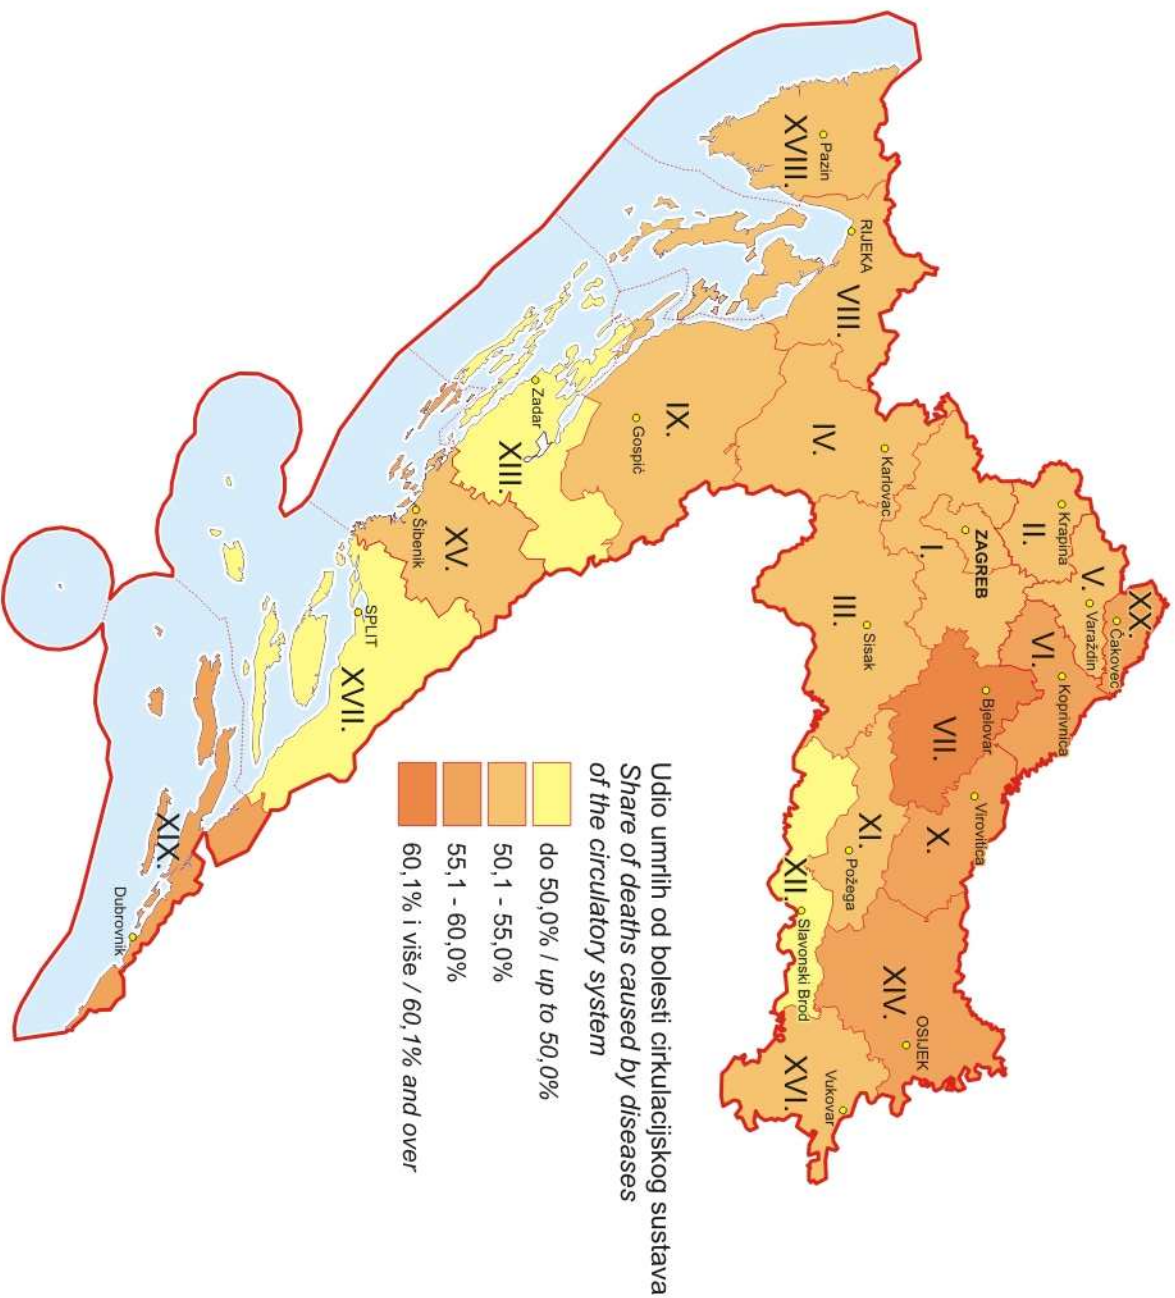 XX.
Čakovec
V.
Varaždin
Krapina
II.
VI.
Koprivnica
ZAGREB
I.
Bjelovar
VII.
Virovitica
X.
Karlovac
IV.
Sisak
III.
XI.
Požega
XIV.
OSIJEK
XII.
Slavonski Brod
Vukovar
XVI.
RIJEKA
VIII.
Pazin
XVIII.
IX.
Gospić
Zadar
XIII.
XV.
Šibenik
SPLIT
XVII.
XIX.
Dubrovnik
Udio umrlih od bolesti cirkulacijskog sustava
Share of deaths caused by diseases
of the circulatory system
do 50,0% / up to 50,0%
50,1 - 55,0%
55,1 - 60,0%
60,1% i više / 60,1% and over